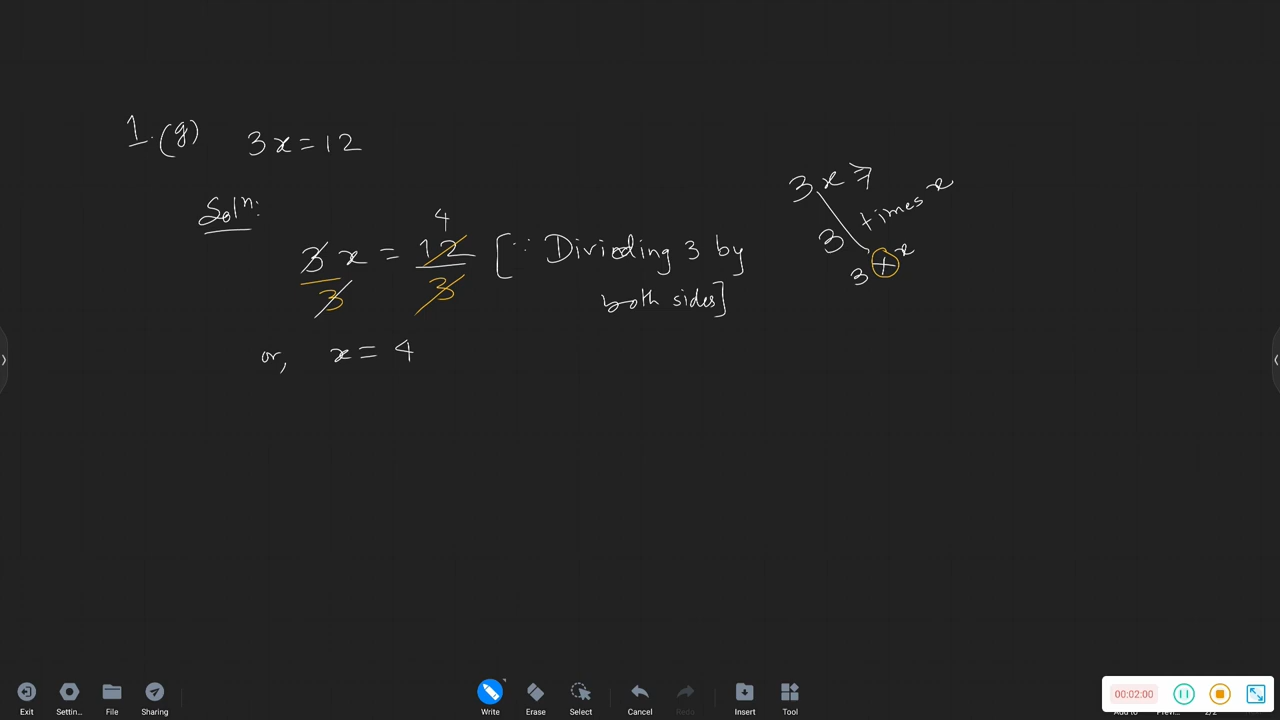 1. (g) 3x = 12
Solⁿ:
4
3x = 12 [∵ Dividing 3 by
3 3 both sides]
or, x = 4
3x ⇒
3 times x
3 + x
Exit
Settin...
File
Sharing
Write
Erase
Select
Cancel
Redo
Insert
Tool
00:02:00